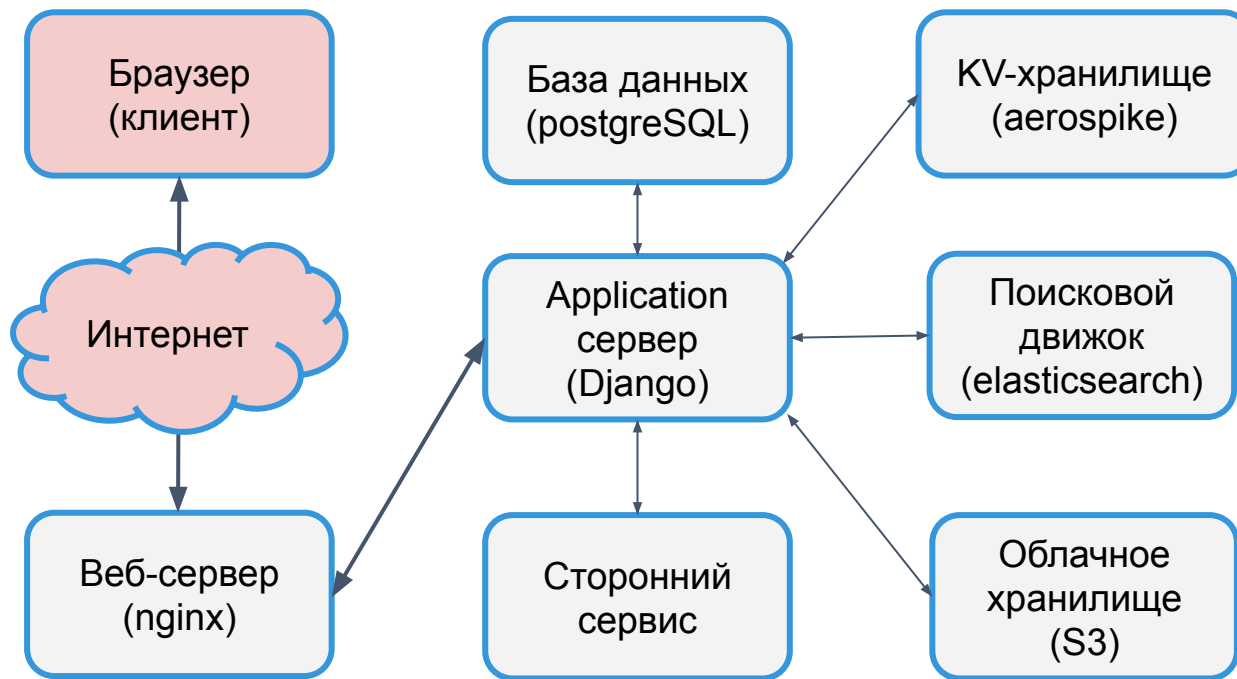 Браузер
(клиент)
База данных
(postgreSQL)
KV-хранилище
(aerospike)
Интернет
Application
сервер
(Django)
Поисковой
движок
(elasticsearch)
Веб-сервер
(nginx)
Сторонний
сервис
Облачное
хранилище
(S3)